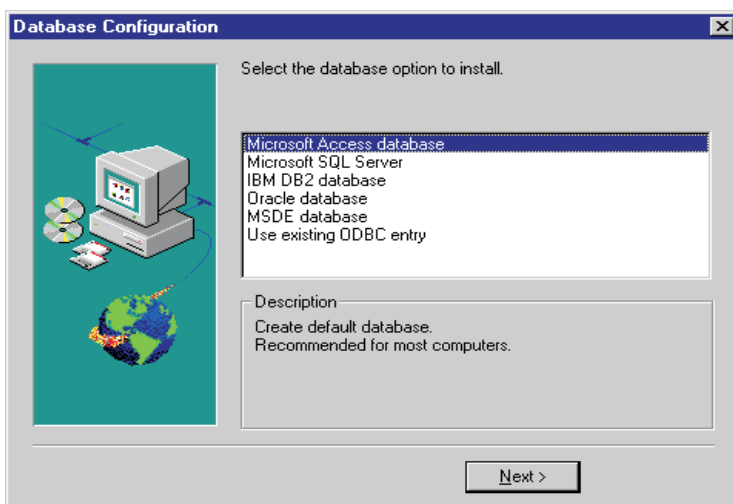 Database Configuration
Select the database option to install.
Microsoft Access database
Microsoft SQL Server
IBM DB2 database
Oracle database
MSDE database
Use existing ODBC entry
Description
Create default database.
Recommended for most computers.
Next >